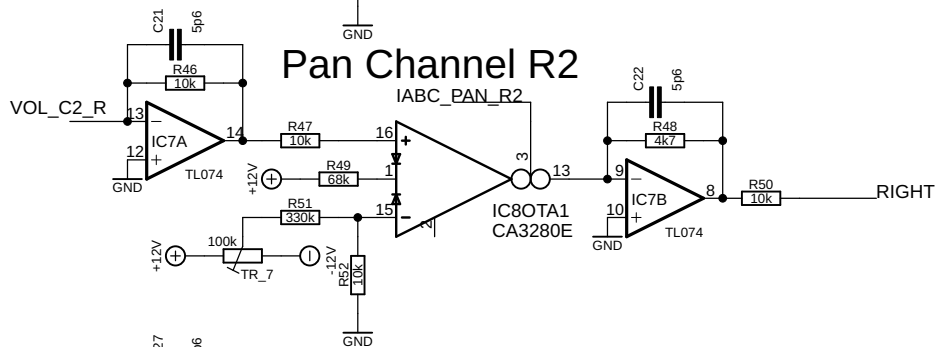 GND
C21
5p6
Pan Channel R2
R46
10k
IABC_PAN_R2
C22
5p6
VOL_C2_R
13
IC7A
12
14
GND
TL074
R47
10k
16
+12V
R49
68k
1
3
13
R48
4k7
R51
330k
15
2
IC8OTA1
CA3280E
9
IC7B
10
8
GND
TL074
R50
10k
RIGHT
+12V
100k
TR_7
-12V
R52
10k
GND